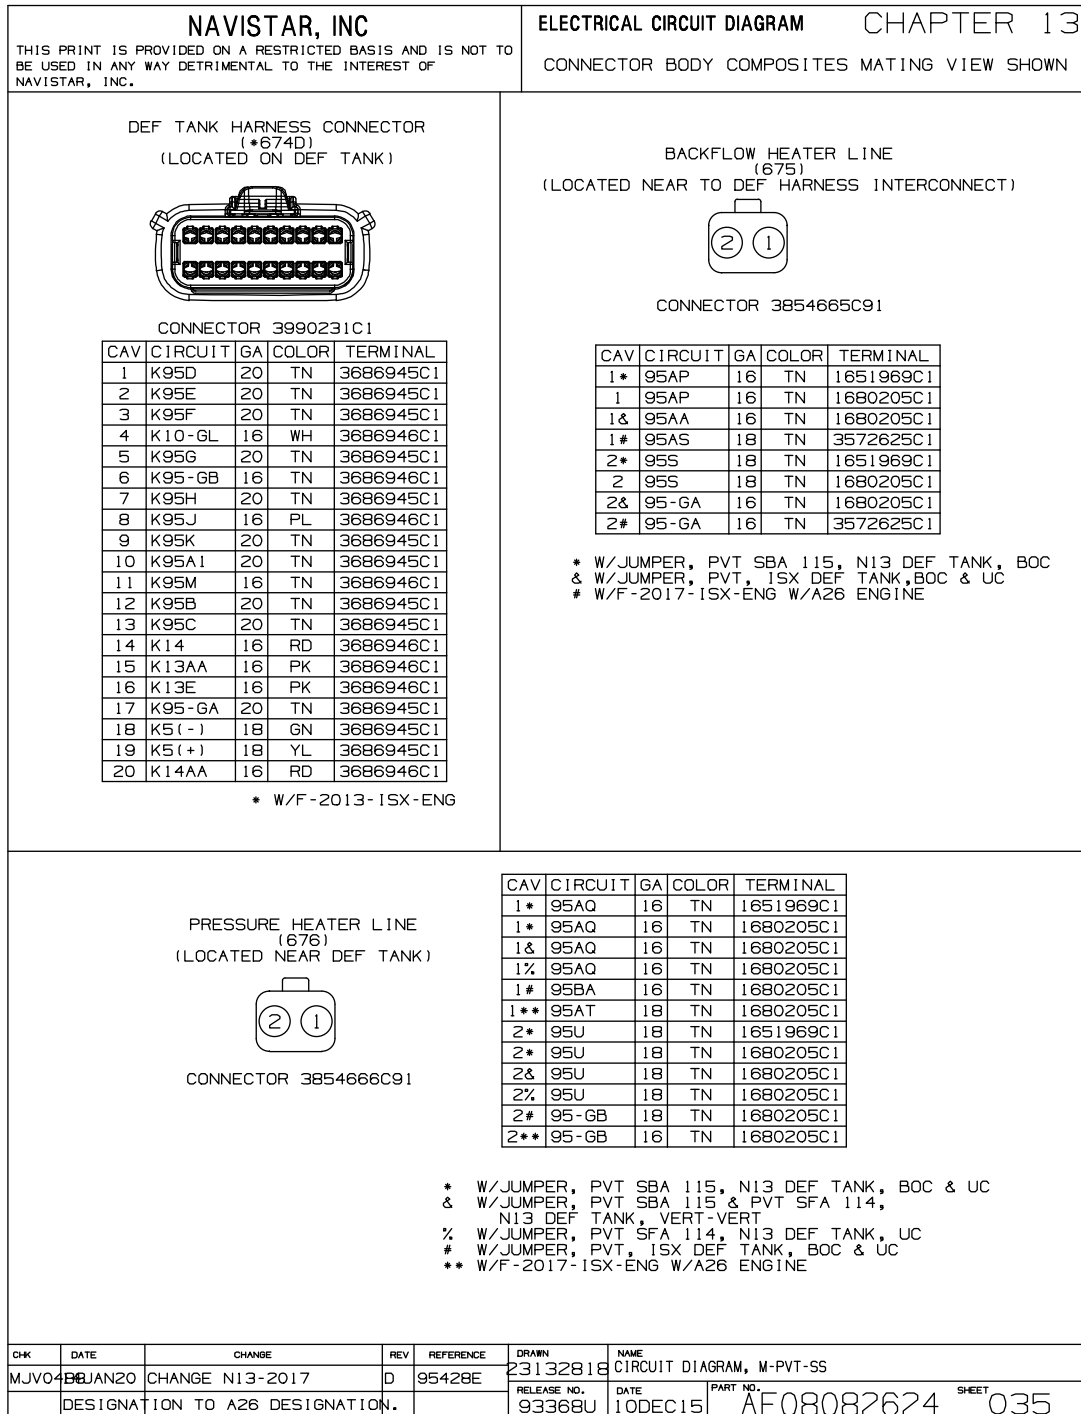 NAVISTAR, INC
THIS PRINT IS PROVIDED ON A RESTRICTED BASIS AND IS NOT TO
BE USED IN ANY WAY DETRIMENTAL TO THE INTEREST OF
NAVISTAR, INC.
ELECTRICAL CIRCUIT DIAGRAM CHAPTER 13
CONNECTOR BODY COMPOSITES MATING VIEW SHOWN
DEF TANK HARNESS CONNECTOR
(*674D)
(LOCATED ON DEF TANK)
CONNECTOR 3990231C1
CAV CIRCUIT GA COLOR TERMINAL
1 K95D 20 TN 3686945C1
2 K95E 20 TN 3686945C1
3 K95F 20 TN 3686945C1
4 K10-GL 16 WH 3686946C1
5 K95G 20 TN 3686945C1
6 K95-GB 16 TN 3686946C1
7 K95H 20 TN 3686945C1
8 K95J 16 PL 3686946C1
9 K95K 20 TN 3686945C1
10 K95A1 20 TN 3686945C1
11 K95M 16 TN 3686946C1
12 K95B 20 TN 3686945C1
13 K95C 20 TN 3686945C1
14 K14 16 RD 3686946C1
15 K13AA 16 PK 3686946C1
16 K13E 16 PK 3686946C1
17 K95-GA 20 TN 3686945C1
18 K5(-) 18 GN 3686945C1
19 K5(+) 18 YL 3686945C1
20 K14AA 16 RD 3686946C1
* W/F-2013-ISX-ENG
BACKFLOW HEATER LINE
(675)
(LOCATED NEAR TO DEF HARNESS INTERCONNECT)
2 1
CONNECTOR 3854665C91
CAV CIRCUIT GA COLOR TERMINAL
1* 95AP 16 TN 1651969C1
1 95AP 16 TN 1680205C1
1& 95AA 16 TN 1680205C1
1# 95AS 18 TN 3572625C1
2* 95S 18 TN 1651969C1
2 95S 18 TN 1680205C1
2& 95-GA 16 TN 1680205C1
2# 95-GA 16 TN 3572625C1
* W/JUMPER, PVT SBA 115, N13 DEF TANK, BOC
& W/JUMPER, PVT, ISX DEF TANK,BOC & UC
# W/F-2017-ISX-ENG W/A26 ENGINE
PRESSURE HEATER LINE
(676)
(LOCATED NEAR DEF TANK)
2 1
CONNECTOR 3854666C91
CAV CIRCUIT GA COLOR TERMINAL
1* 95AQ 16 TN 1651969C1
1* 95AQ 16 TN 1680205C1
1& 95AQ 16 TN 1680205C1
1% 95AQ 16 TN 1680205C1
1# 95BA 16 TN 1680205C1
1** 95AT 18 TN 1680205C1
2* 95U 18 TN 1651969C1
2* 95U 18 TN 1680205C1
2& 95U 18 TN 1680205C1
2% 95U 18 TN 1680205C1
2# 95-GB 18 TN 1680205C1
2** 95-GB 16 TN 1680205C1
* W/JUMPER, PVT SBA 115, N13 DEF TANK, BOC & UC
& W/JUMPER, PVT SBA 115 & PVT SFA 114,
N13 DEF TANK, VERT-VERT
% W/JUMPER, PVT SFA 114, N13 DEF TANK, UC
# W/JUMPER, PVT, ISX DEF TANK, BOC & UC
** W/F-2017-ISX-ENG W/A26 ENGINE
CHK DATE CHANGE REV REFERENCE
CHANGE N13-2017 D 95428E
DESIGNATION TO A26 DESIGNATION.
DRAWN 23132818
NAME CIRCUIT DIAGRAM, M-PVT-SS
RELEASE NO. 93368U
DATE 10DEC15
PART NO. AF08082624
SHEET 035